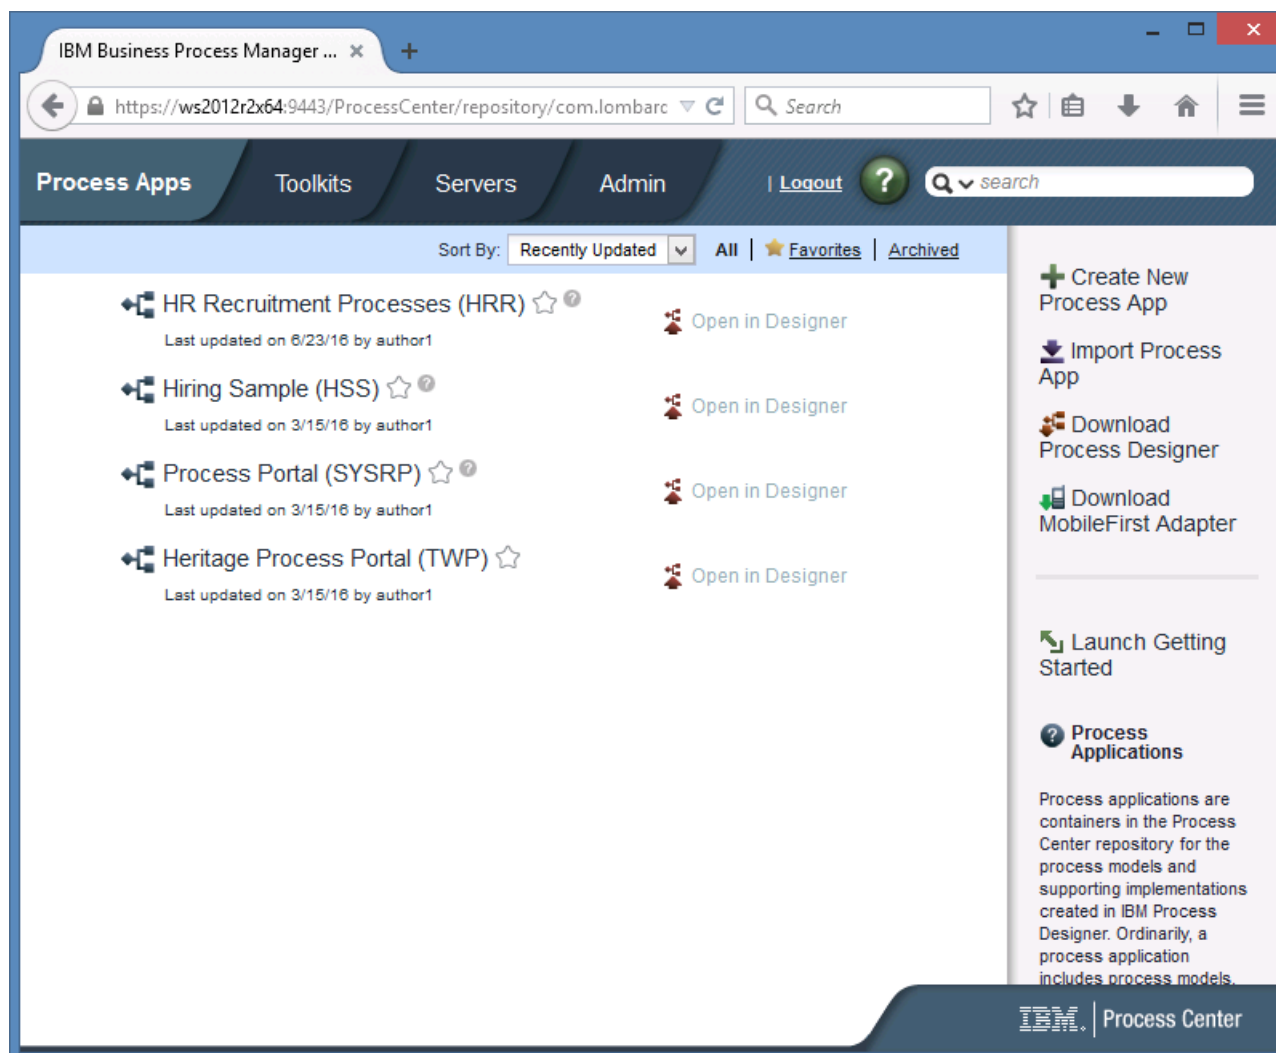 IBM Business Process Manager ...
https://ws2012r2x64:9443/ProcessCenter/repository/com.lombarc
Search
Process Apps
Toolkits
Servers
Admin
| Logout
?
search
Sort By: Recently Updated All | Favorites | Archived
HR Recruitment Processes (HRR)
Last updated on 6/23/16 by author1
Open in Designer
Hiring Sample (HSS)
Last updated on 3/15/16 by author1
Open in Designer
Process Portal (SYSRP)
Last updated on 3/15/16 by author1
Open in Designer
Heritage Process Portal (TWP)
Last updated on 3/15/16 by author1
Open in Designer
Create New
Process App
Import Process
App
Download
Process Designer
Download
MobileFirst Adapter
Launch Getting
Started
Process
Applications
Process applications are
containers in the Process
Center repository for the
process models and
supporting implementations
created in IBM Process
Designer. Ordinarily, a
process application
includes process models,
IBM. | Process Center